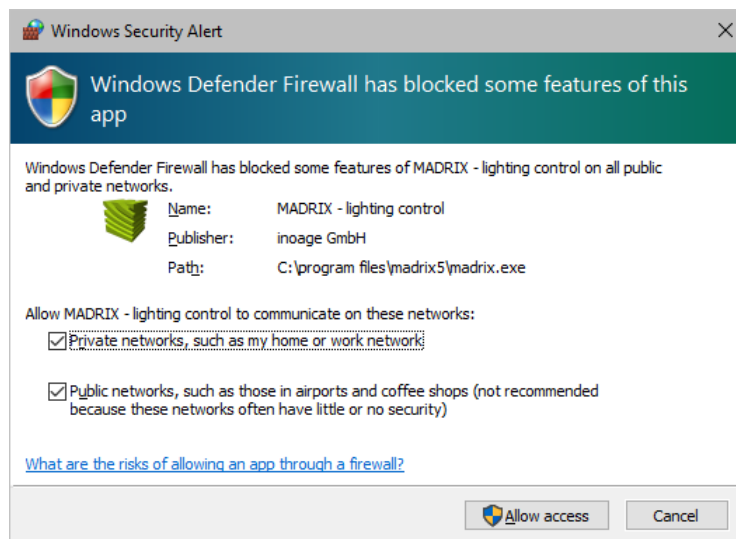 Windows Security Alert
Windows Defender Firewall has blocked some features of this
app
Windows Defender Firewall has blocked some features of MADRIX - lighting control on all public
and private networks.
Name: MADRIX - lighting control
Publisher: inoage GmbH
Path: C:\program files\madrix5\madrix.exe
Allow MADRIX - lighting control to communicate on these networks:
Private networks, such as my home or work network
Public networks, such as those in airports and coffee shops (not recommended
because these networks often have little or no security)
What are the risks of allowing an app through a firewall?
Allow access Cancel